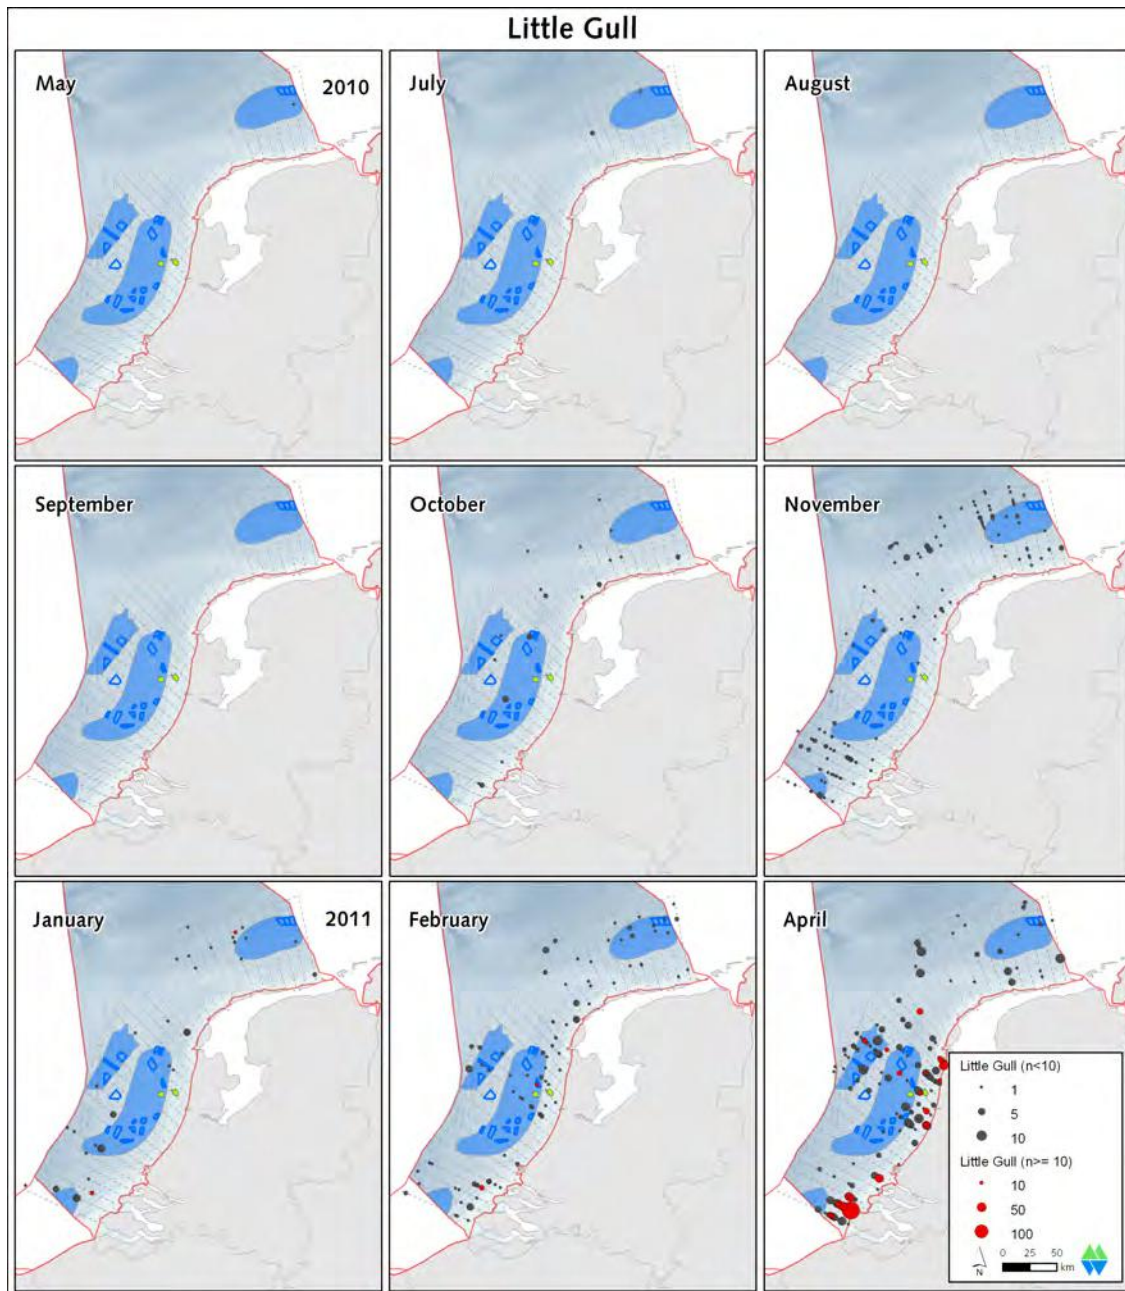 Little Gull
May
2010
July
August
September
October
November
January
2011
February
April
Little Gull (n<10)
1
5
10
Little Gull (n>= 10)
10
50
100
N
0 25 50
km